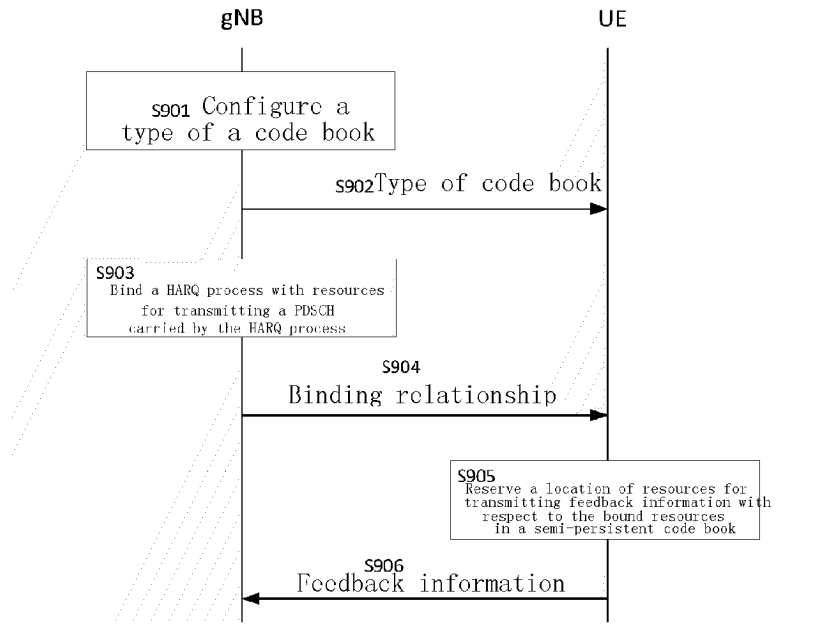 gNB
UE
S901 Configure a
type of a code book
S902 Type of code book
S903
Bind a HARQ process with resources
for transmitting a PDSCH
carried by the HARQ process
S904
Binding relationship
S905
Reserve a location of resources for
transmitting feedback information with
respect to the bound resources
in a semi-persistent code book
S906
Feedback information